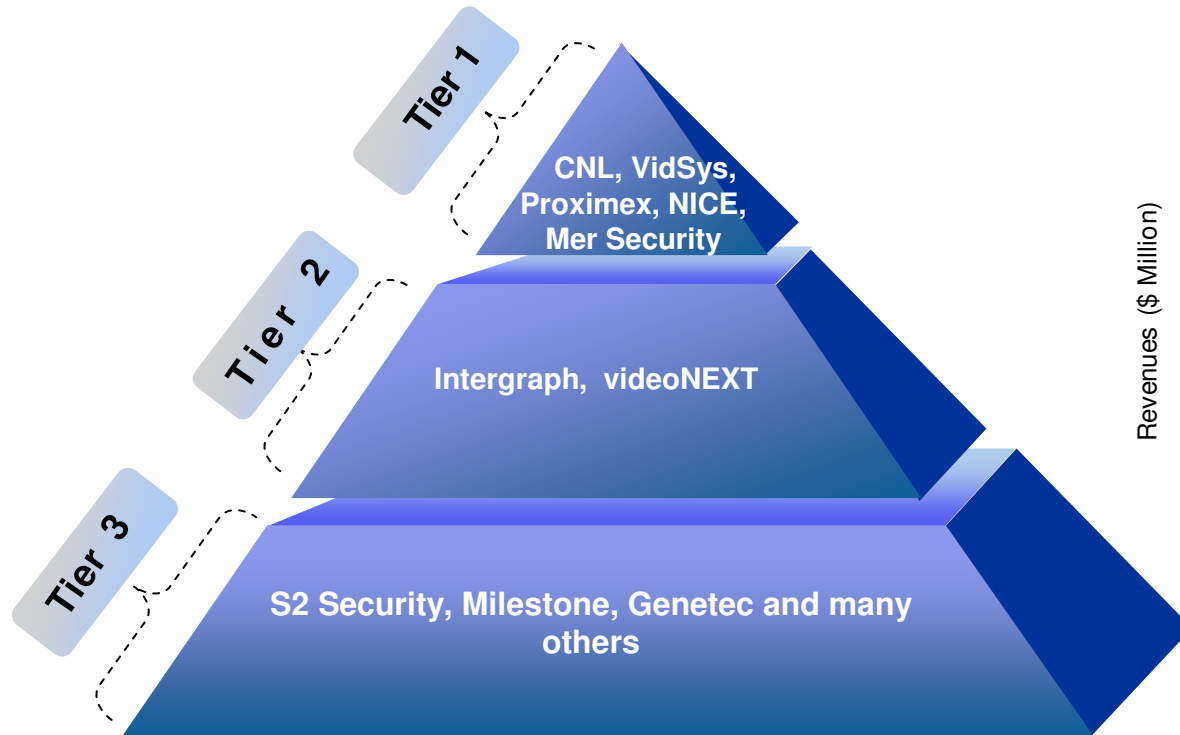 Tier 1
CNL, VidSys,
Proximex, NICE,
Mer Security
Tier 2
Intergraph, videoNEXT
Tier 3
S2 Security, Milestone, Genetec and many
others
Revenues ($ Million)